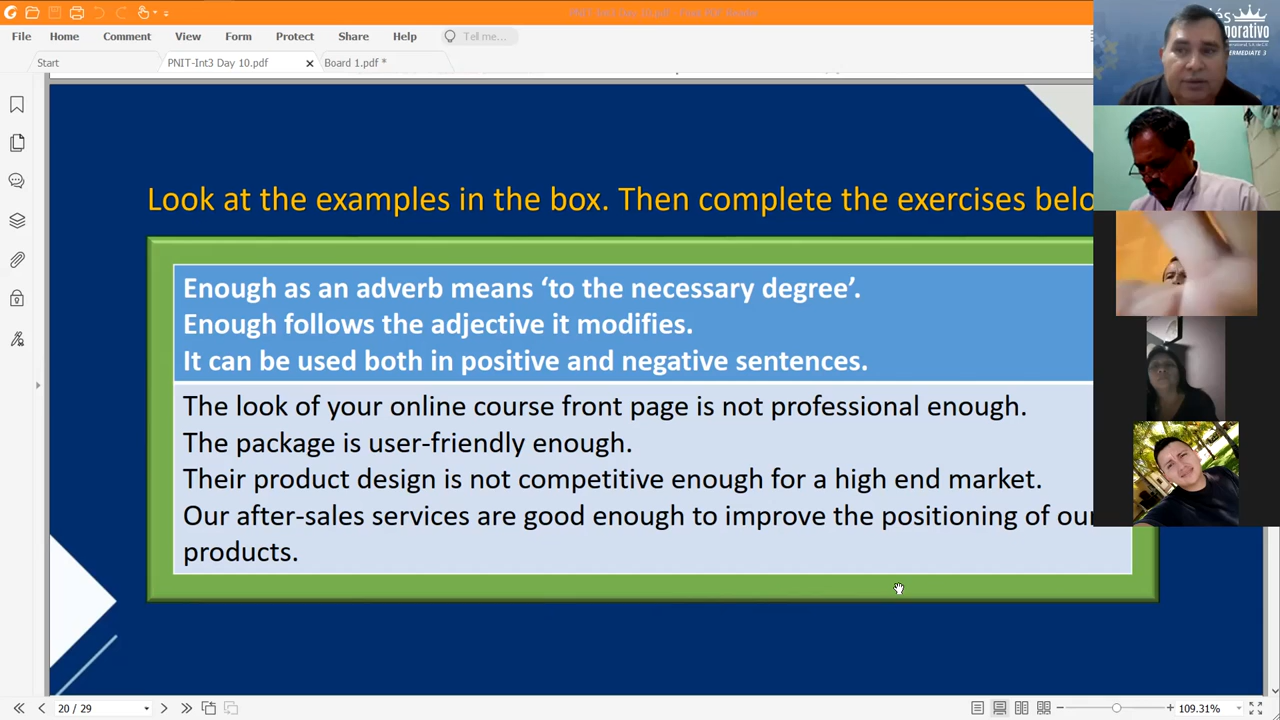 File Home Comment View Form Protect Share Help Tell me...
Start PNIT-Int3 Day 10.pdf Board 1.pdf *
Look at the examples in the box. Then complete the exercises belo
Enough as an adverb means ‘to the necessary degree’.
Enough follows the adjective it modifies.
It can be used both in positive and negative sentences.
The look of your online course front page is not professional enough.
The package is user-friendly enough.
Their product design is not competitive enough for a high end market.
Our after-sales services are good enough to improve the positioning of our
products.
20 / 29
109.31%